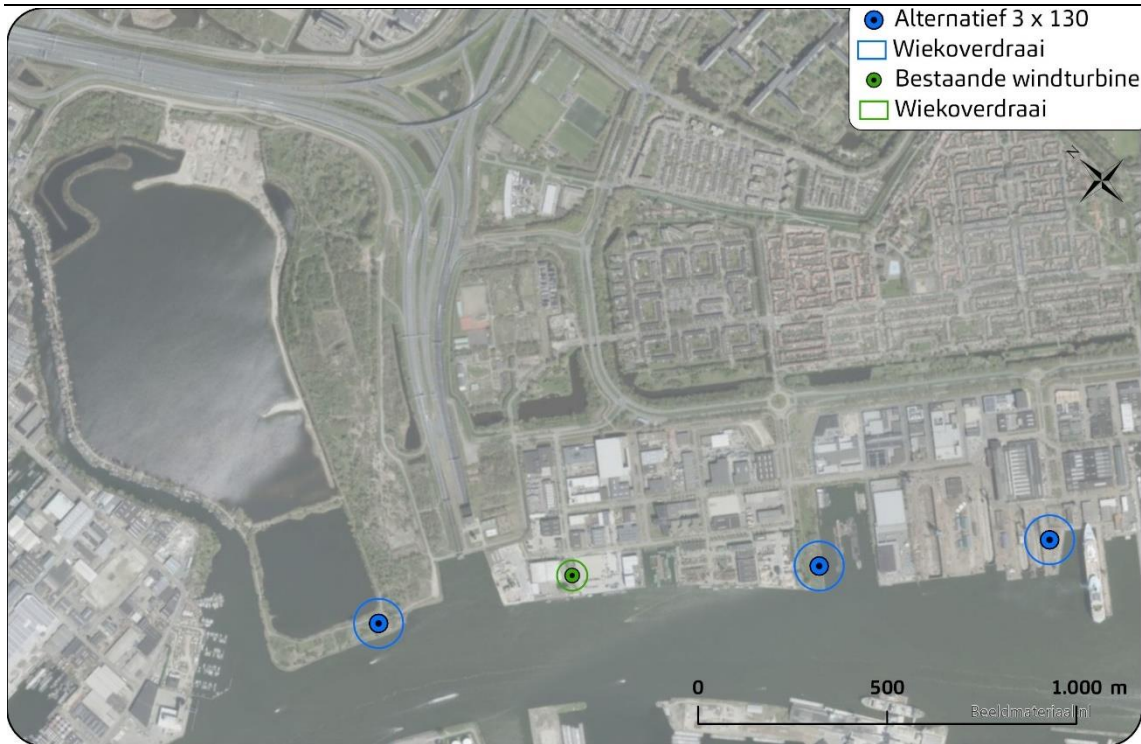 Alternatief 3 x 130
Wiekoverdraai
Bestaande windturbine
Wiekoverdraai
N
0 500 1.000 m
Beeldmateriaal.nl